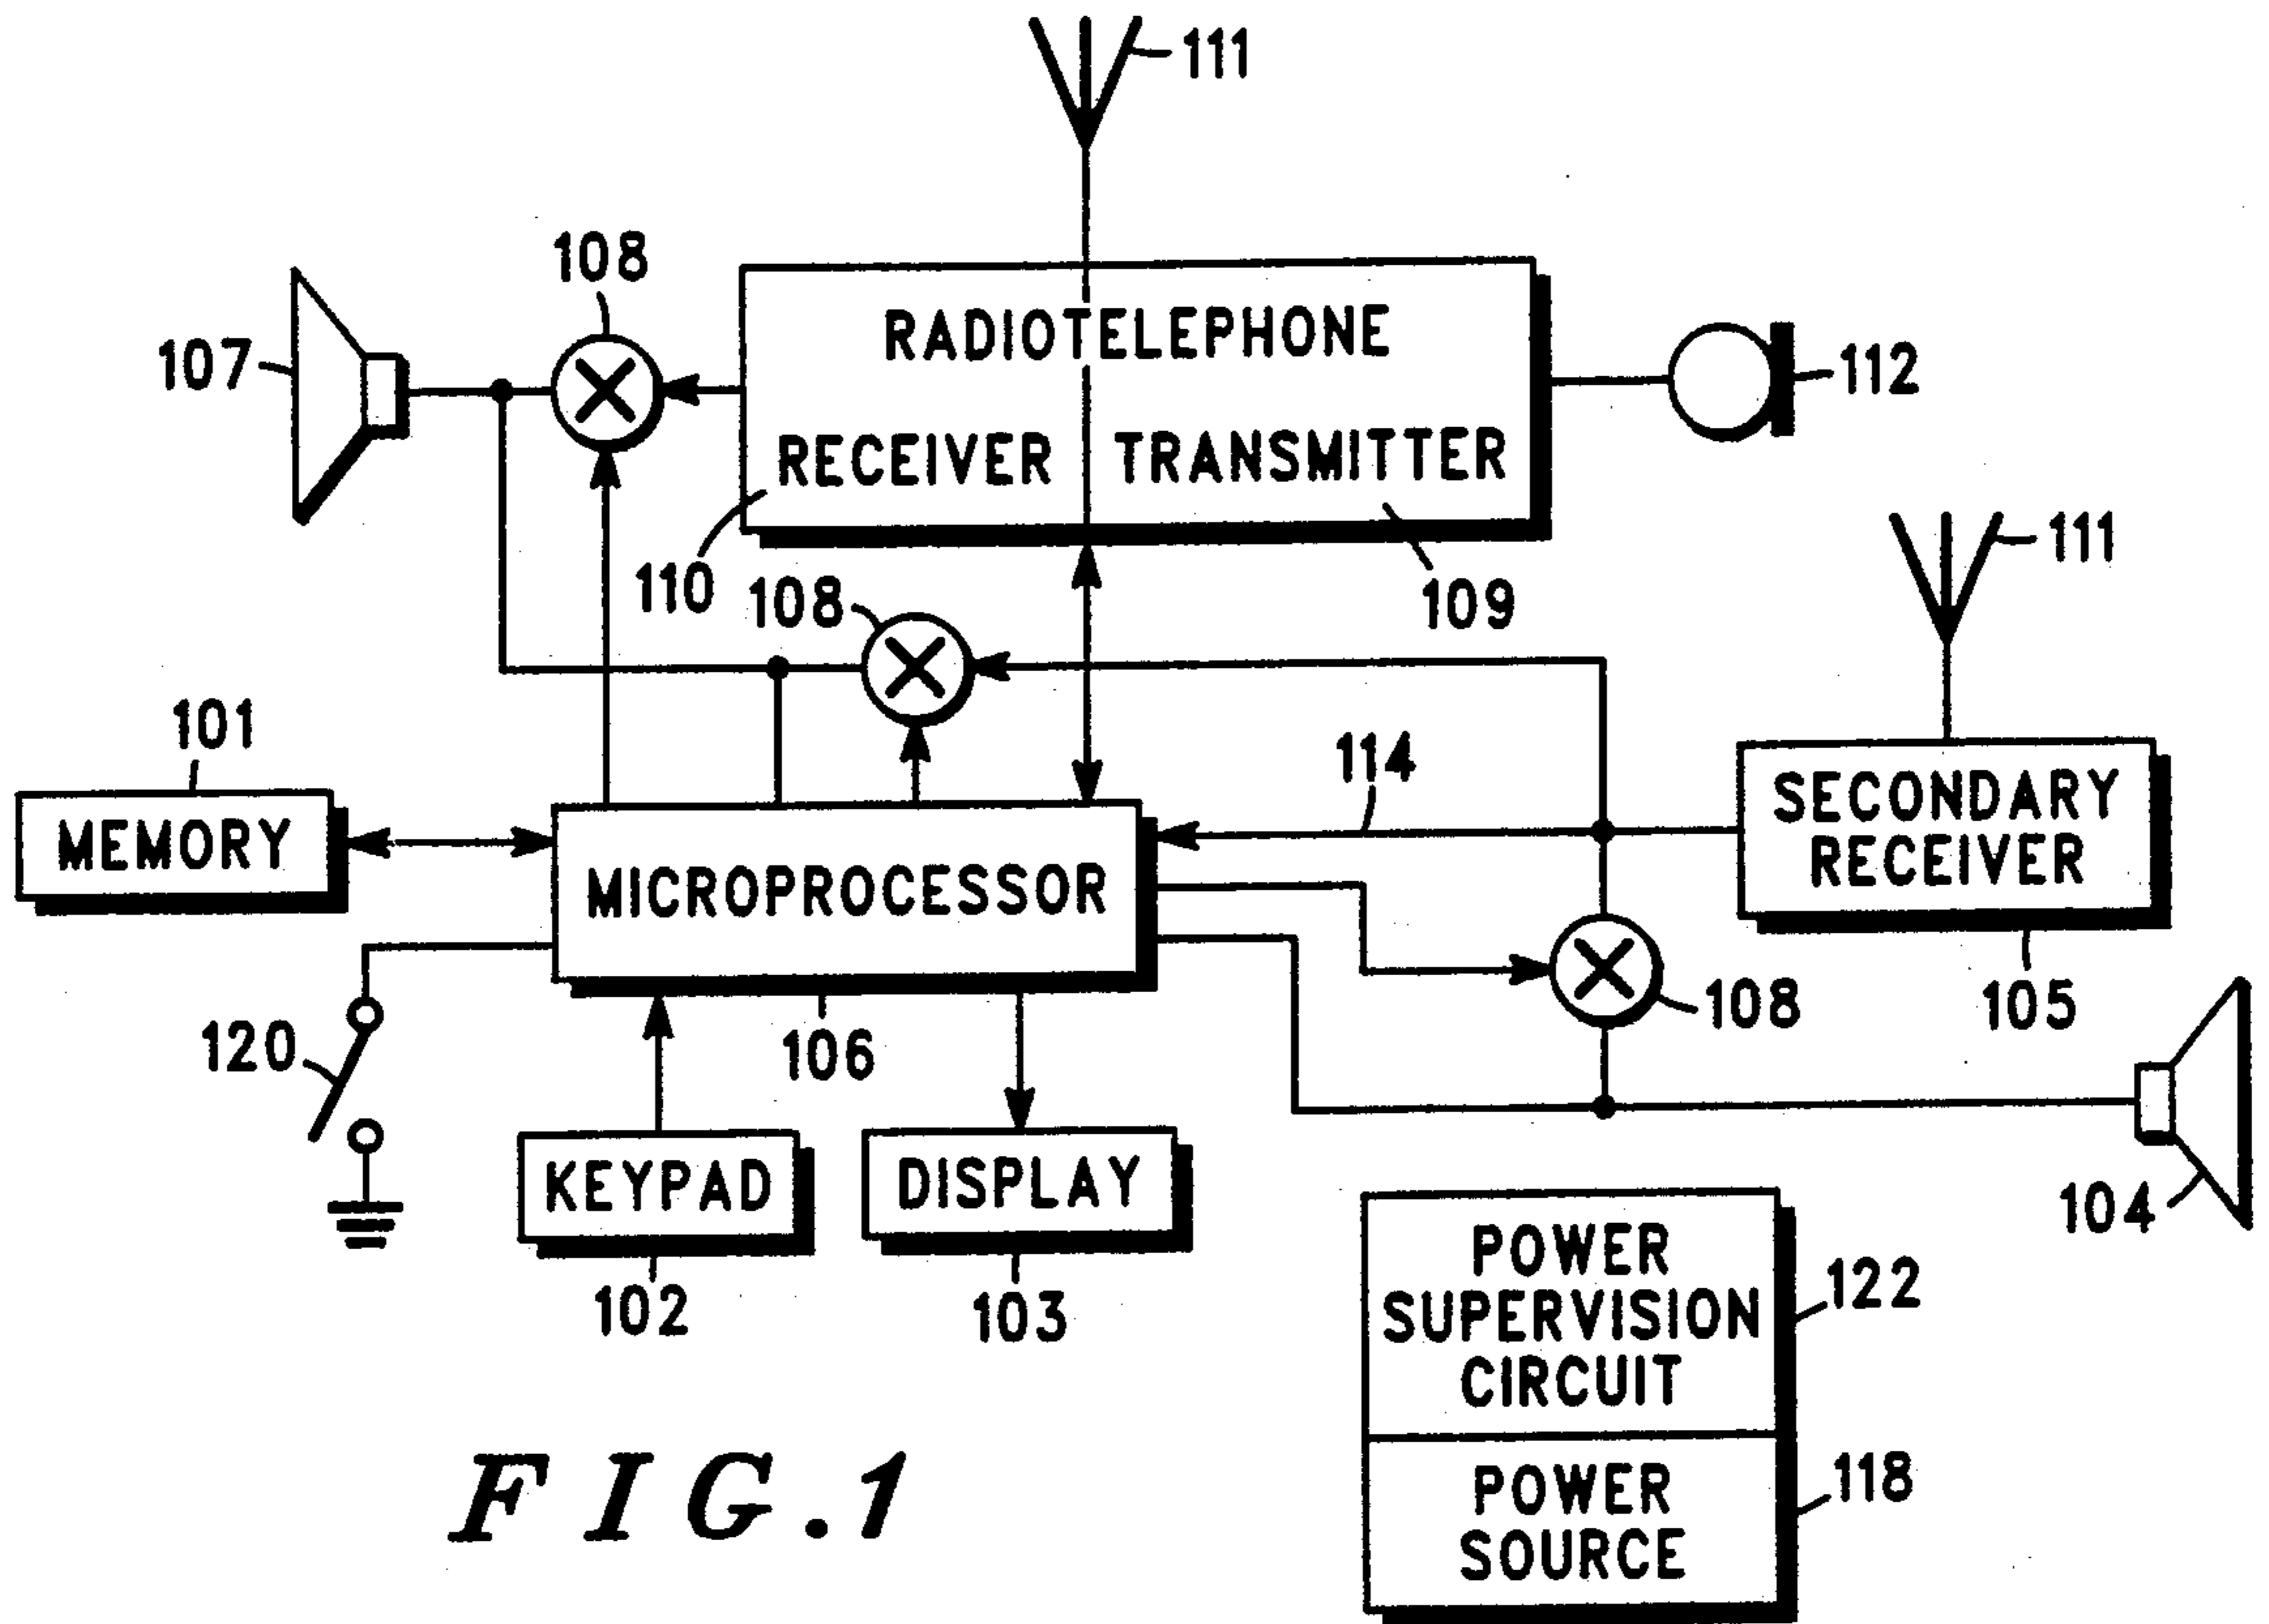 111
108
107
RADIOTELEPHONE
RECEIVER TRANSMITTER
112
110
109
108
111
101
MEMORY
114
SECONDARY
RECEIVER
MICROPROCESSOR
108
105
120
106
KEYPAD
DISPLAY
104
102
103
POWER
SUPERVISION
CIRCUIT
122
POWER
SOURCE
118
FIG.1